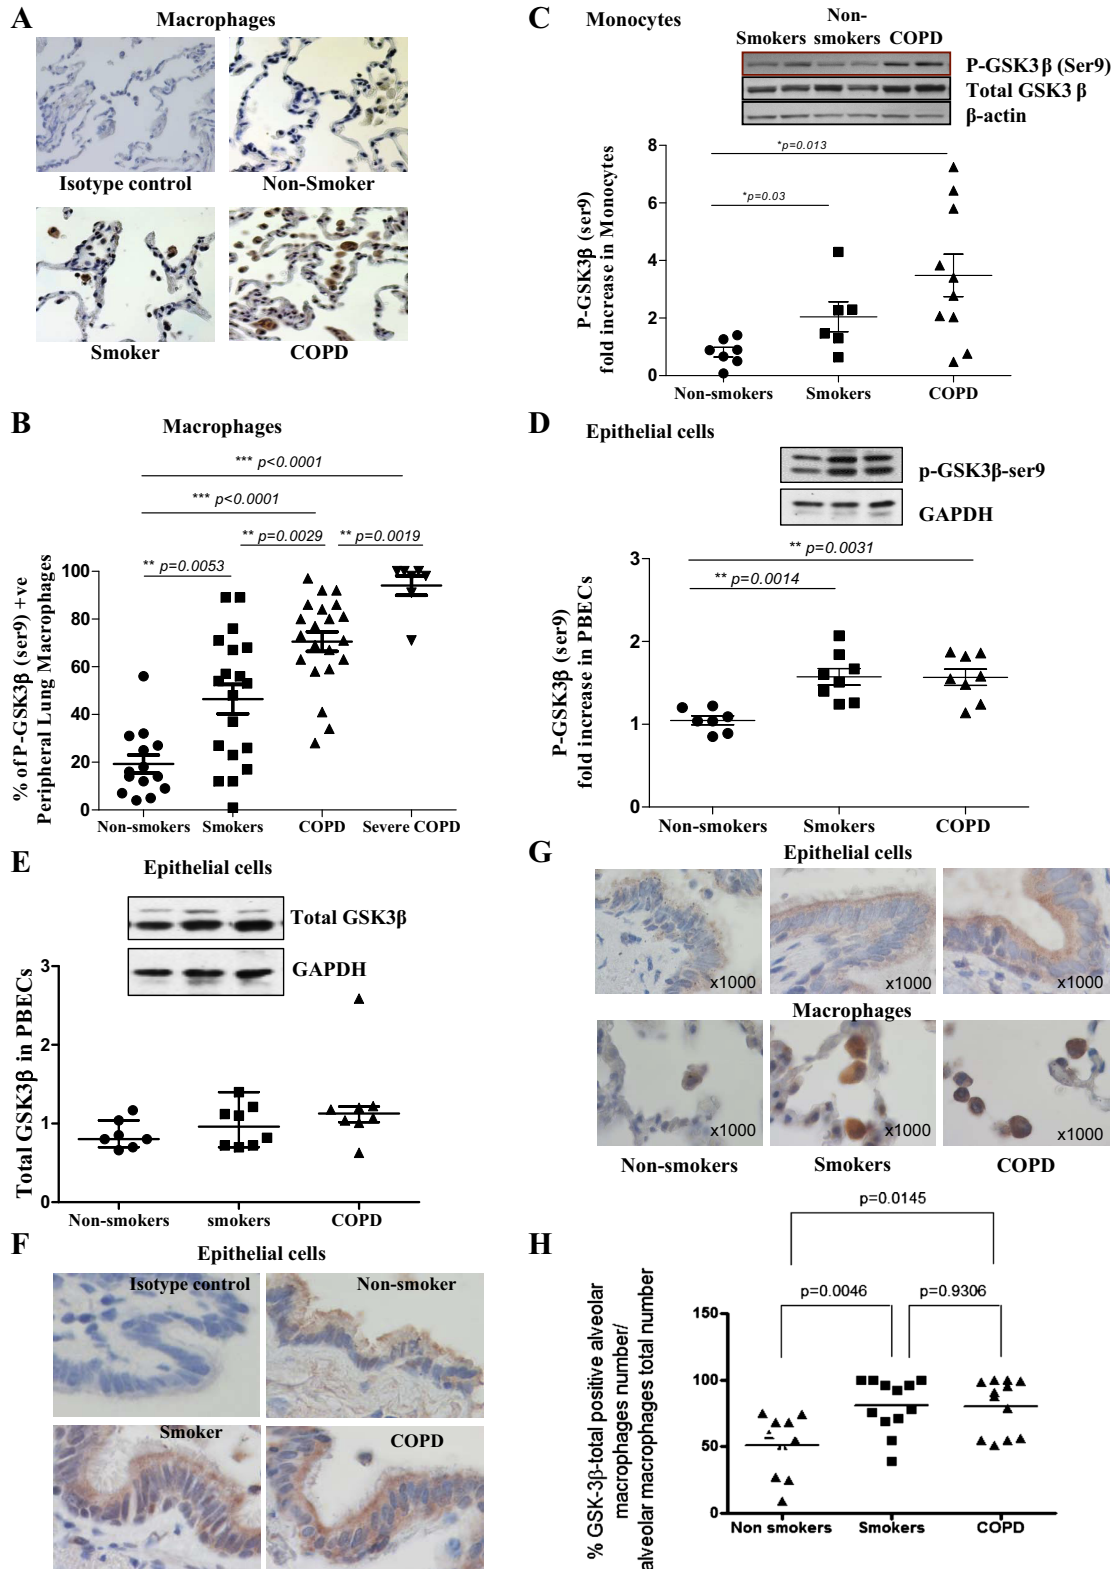 A
Macrophages
Isotype control
Non-Smoker
Smoker
COPD
B
Macrophages
*** p<0.0001
*** p<0.0001
** p=0.0029
** p=0.0019
** p=0.0053
% of P-GSK3β (ser9) +ve
Peripheral Lung Macrophages
100
80
60
40
20
0
Non-smokers
Smokers
COPD
Severe COPD
C
Monocytes
Smokers
Non-
smokers
COPD
P-GSK3β (Ser9)
Total GSK3 β
β-actin
*p=0.013
*p=0.03
P-GSK3β (ser9)
fold increase in Monocytes
8
6
4
2
0
Non-smokers
Smokers
COPD
D
Epithelial cells
p-GSK3β-ser9
GAPDH
** p=0.0031
** p=0.0014
P-GSK3β (ser9)
fold increase in PBECs
3
2
1
0
Non-smokers
Smokers
COPD
E
Epithelial cells
Total GSK3β
GAPDH
Total GSK3β in PBECs
3
2
1
0
Non-smokers
smokers
COPD
F
Epithelial cells
Isotype control
Non-smoker
Smoker
COPD
G
Epithelial cells
x1000
x1000
x1000
Macrophages
x1000
x1000
x1000
Non-smokers
Smokers
COPD
H
p=0.0145
p=0.0046
p=0.9306
% GSK-3β-total positive alveolar
macrophages number/
alveolar macrophages total number
150
100
50
0
Non smokers
Smokers
COPD